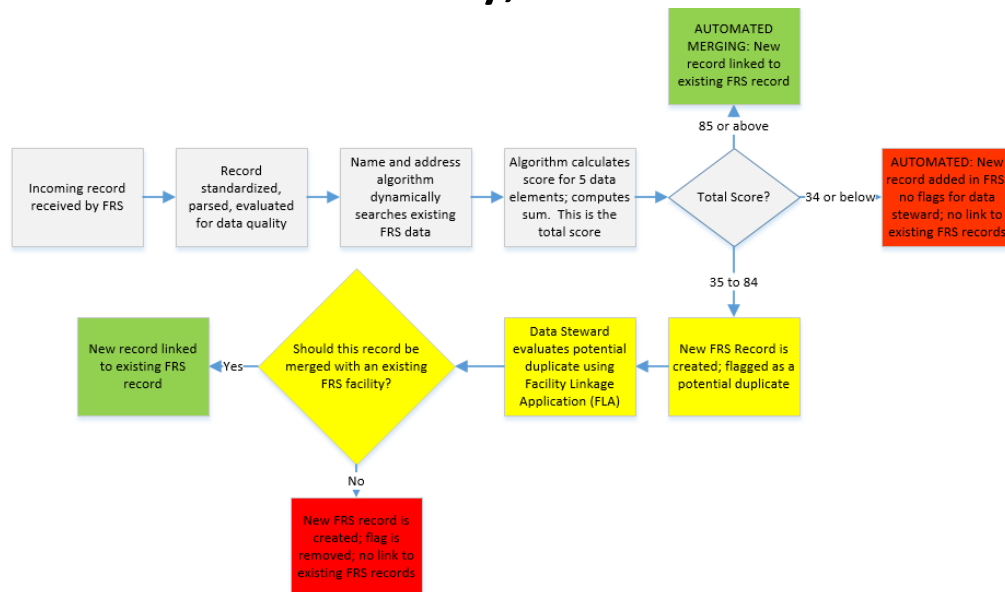 AUTOMATED
MERGING: New
record linked to
existing FRS record
85 or above
Incoming record
received by FRS
Record
standardized,
parsed, evaluated
for data quality
Name and address
algorithm
dynamically
searches existing
FRS data
Algorithm calculates
score for 5 data
elements; computes
sum. This is the
total score
Total Score?
34 or below
AUTOMATED: New
record added in FRS;
no flags for data
steward; no link to
existing FRS records
35 to 84
New FRS Record is
created; flagged as a
potential duplicate
Data Steward
evaluates potential
duplicate using
Facility Linkage
Application (FLA)
Should this record be
merged with an existing
FRS facility?
Yes
New record linked
to existing FRS
record
No
New FRS record is
created; flag is
removed; no link to
existing FRS records